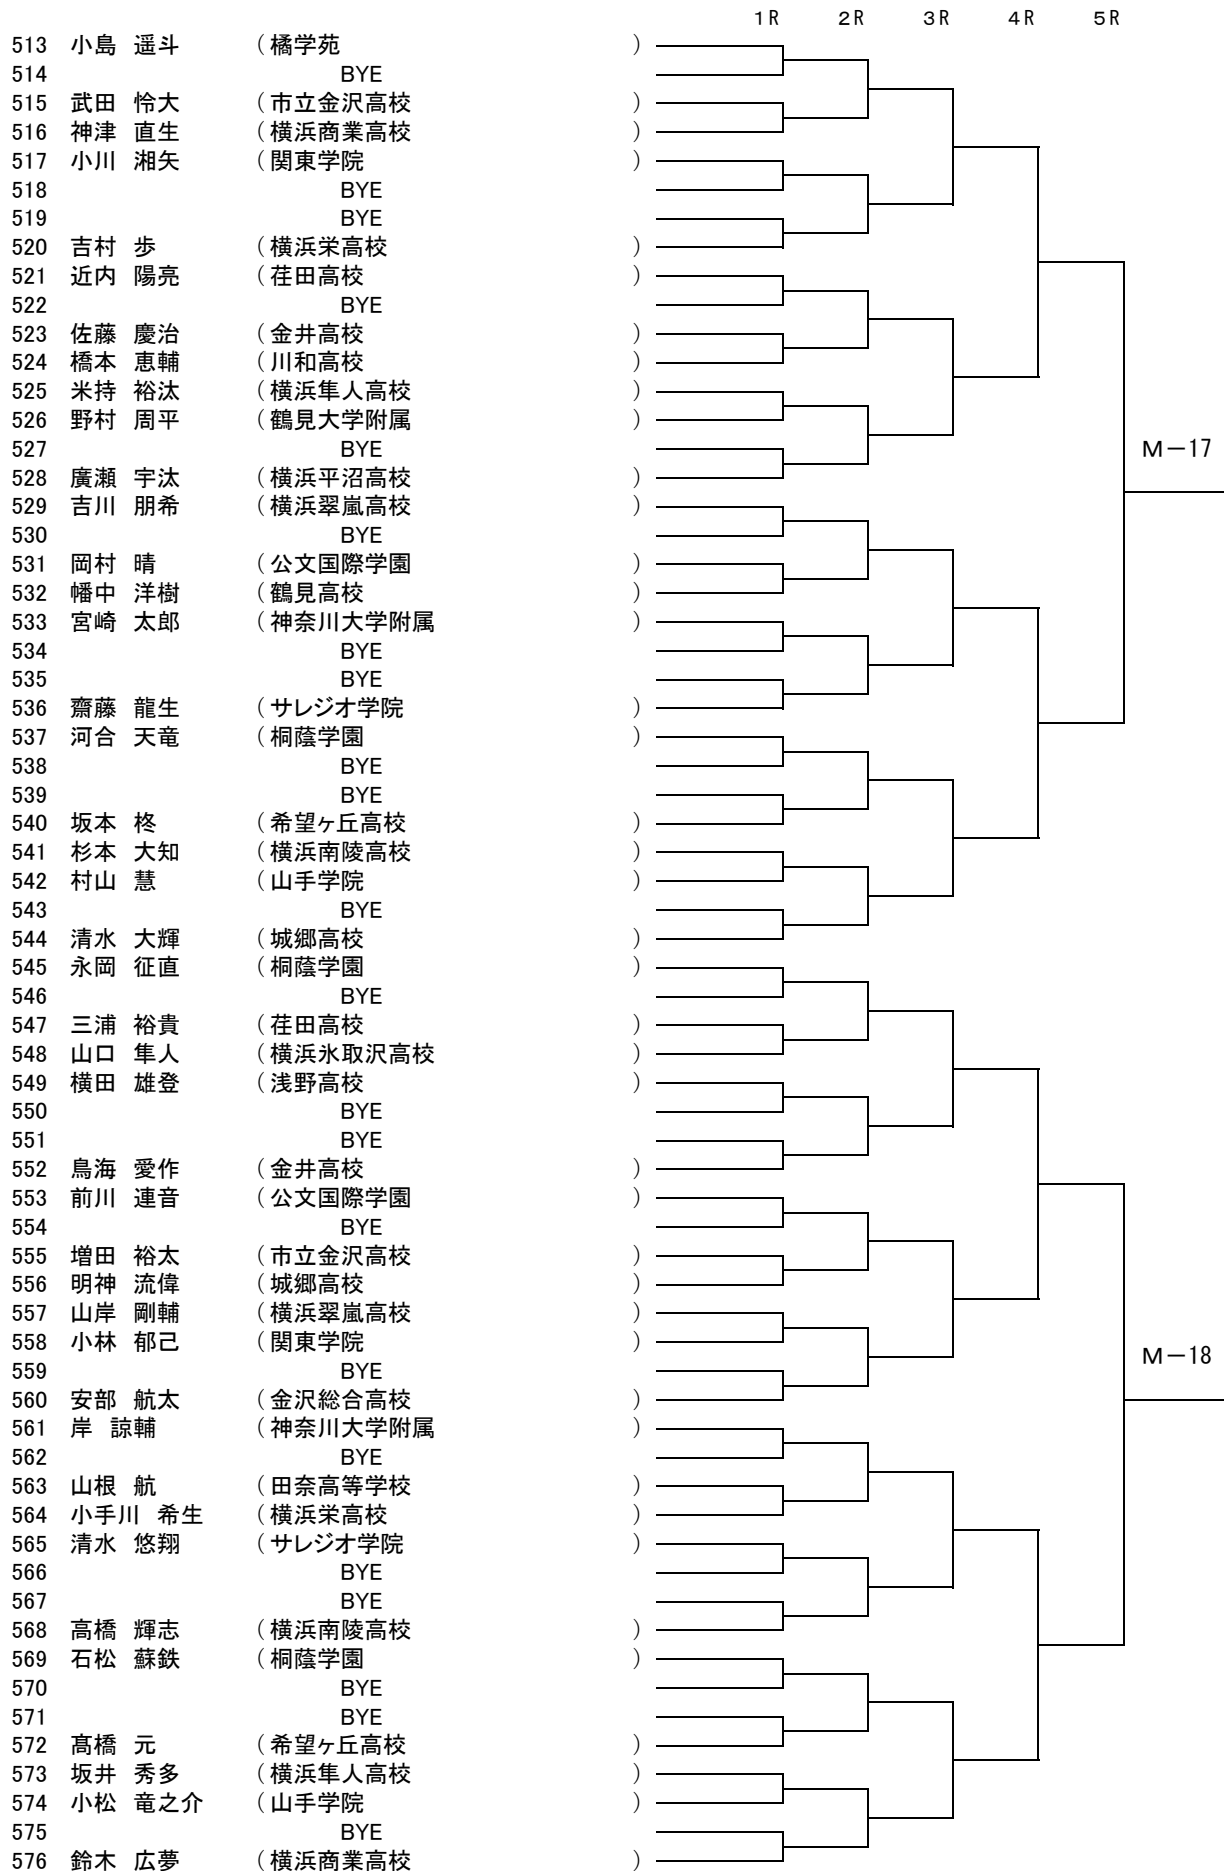 1R 2R 3R 4R 5R
513 小島 遥斗 (橘学苑 )
514 BYE
515 武田 怜大 (市立金沢高校 )
516 神津 直生 (横浜商業高校 )
517 小川 湘矢 (関東学院 )
518 BYE
519 BYE
520 吉村 歩 (横浜栄高校 )
521 近内 陽亮 (荏田高校 )
522 BYE
523 佐藤 慶治 (金井高校 )
524 橋本 恵輔 (川和高校 )
525 米持 裕汰 (横浜隼人高校 )
526 野村 周平 (鶴見大学附属 )
527 BYE
M-17
528 廣瀬 宇汰 (横浜平沼高校 )
529 吉川 朋希 (横浜翠嵐高校 )
530 BYE
531 岡村 晴 (公文国際学園 )
532 幡中 洋樹 (鶴見高校 )
533 宮崎 太郎 (神奈川大学附属 )
534 BYE
535 BYE
536 齋藤 龍生 (サレジオ学院 )
537 河合 天竜 (桐蔭学園 )
538 BYE
539 BYE
540 坂本 柊 (希望ヶ丘高校 )
541 杉本 大知 (横浜南陵高校 )
542 村山 慧 (山手学院 )
543 BYE
544 清水 大輝 (城郷高校 )
545 永岡 征直 (桐蔭学園 )
546 BYE
547 三浦 裕貴 (荏田高校 )
548 山口 隼人 (横浜氷取沢高校 )
549 横田 雄登 (浅野高校 )
550 BYE
551 BYE
552 鳥海 愛作 (金井高校 )
553 前川 連音 (公文国際学園 )
554 BYE
555 増田 裕太 (市立金沢高校 )
556 明神 流偉 (城郷高校 )
557 山岸 剛輔 (横浜翠嵐高校 )
558 小林 郁己 (関東学院 )
559 BYE
M-18
560 安部 航太 (金沢総合高校 )
561 岸 諒輔 (神奈川大学附属 )
562 BYE
563 山根 航 (田奈高等学校 )
564 小手川 希生 (横浜栄高校 )
565 清水 悠翔 (サレジオ学院 )
566 BYE
567 BYE
568 高橋 輝志 (横浜南陵高校 )
569 石松 蘇鉄 (桐蔭学園 )
570 BYE
571 BYE
572 髙橋 元 (希望ヶ丘高校 )
573 坂井 秀多 (横浜隼人高校 )
574 小松 竜之介 (山手学院 )
575 BYE
576 鈴木 広夢 (横浜商業高校 )